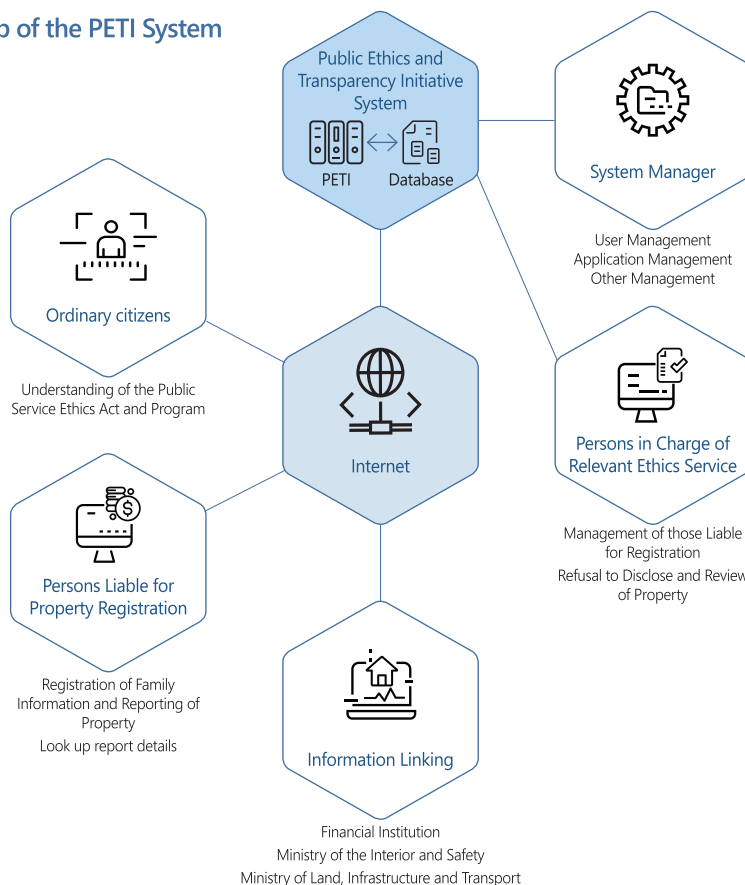 p of the PETI System
Public Ethics and
Transparency Initiative
System
PETI
Database
System Manager
User Management
Application Management
Other Management
Ordinary citizens
Understanding of the Public
Service Ethics Act and Program
Internet
Persons in Charge of
Relevant Ethics Service
Management of those Liable
for Registration
Refusal to Disclose and Review
of Property
$
Persons Liable for
Property Registration
Registration of Family
Information and Reporting of
Property
Look up report details
Information Linking
Financial Institution
Ministry of the Interior and Safety
Ministry of Land, Infrastructure and Transport